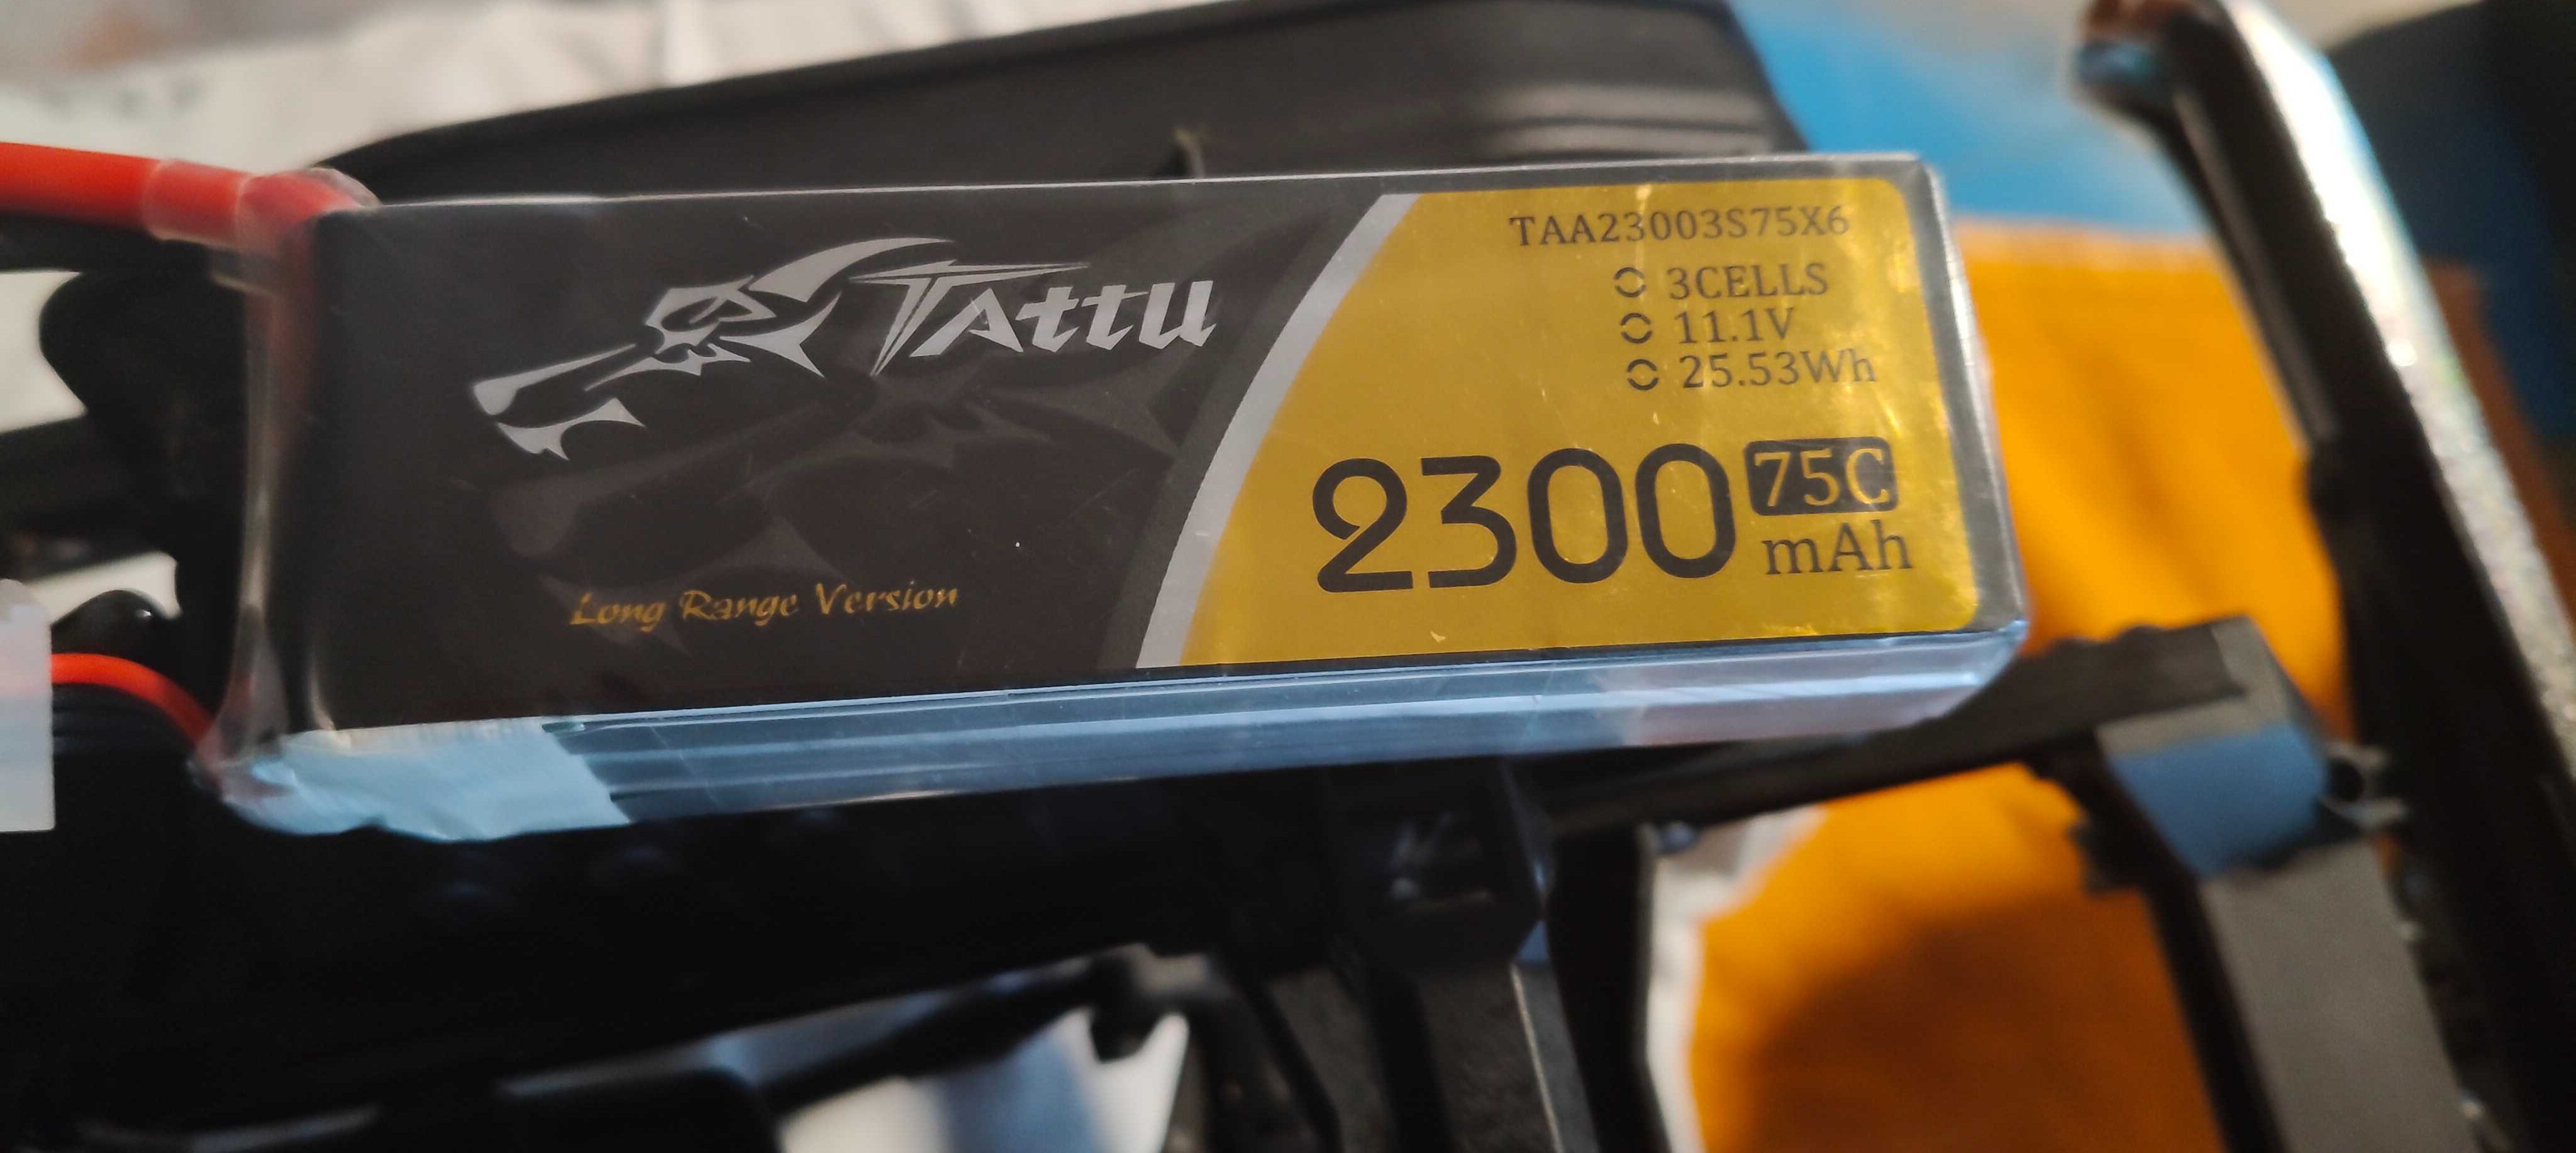 TAttu
Long Range Version
TAA23003S75X6
3CELLS
11.1V
25.53Wh
2300 75C
mAh